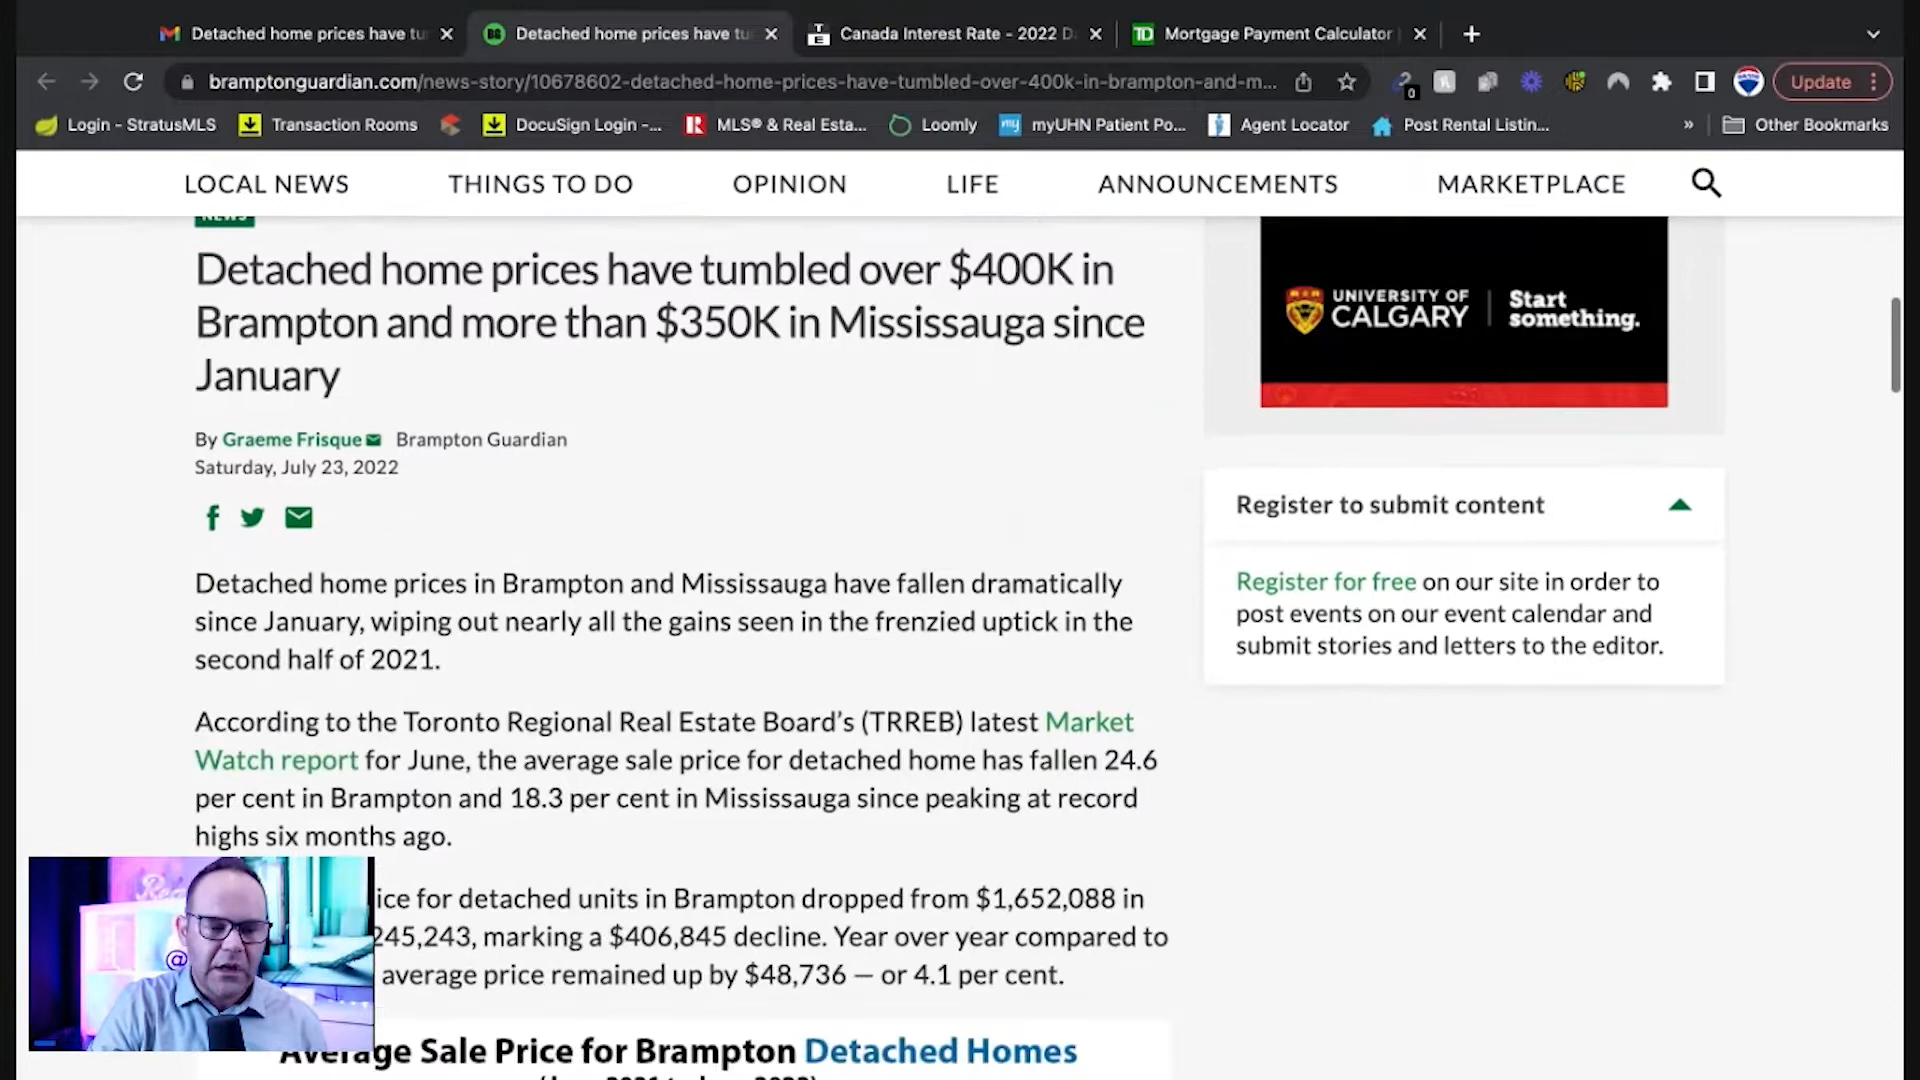 Detached home prices have tu
Detached home prices have tu
Canada Interest Rate - 2022 D
TD Mortgage Payment Calculator
bramptonguardian.com/news-story/10678602-detached-home-prices-have-tumbled-over-400k-in-brampton-and-m...
0
Update
Login - StratusMLS
Transaction Rooms
DocuSign Login -...
MLS® & Real Esta...
Loomly
my
myUHN Patient Po...
Agent Locator
Post Rental Listin...
»
Other Bookmarks
LOCAL NEWS
THINGS TO DO
OPINION
LIFE
ANNOUNCEMENTS
MARKETPLACE
NEWS
Detached home prices have tumbled over $400K in
Brampton and more than $350K in Mississauga since
January
By Graeme Frisque Brampton Guardian
Saturday, July 23, 2022
Detached home prices in Brampton and Mississauga have fallen dramatically
since January, wiping out nearly all the gains seen in the frenzied uptick in the
second half of 2021.
According to the Toronto Regional Real Estate Board's (TRREB) latest Market
Watch report for June, the average sale price for detached home has fallen 24.6
per cent in Brampton and 18.3 per cent in Mississauga since peaking at record
highs six months ago.
ice for detached units in Brampton dropped from $1,652,088 in
245,243, marking a $406,845 decline. Year over year compared to
average price remained up by $48,736 — or 4.1 per cent.
Average Sale Price for Brampton Detached Homes
UNIVERSITY OF
CALGARY
Start
something.
Register to submit content
Register for free on our site in order to
post events on our event calendar and
submit stories and letters to the editor.
@